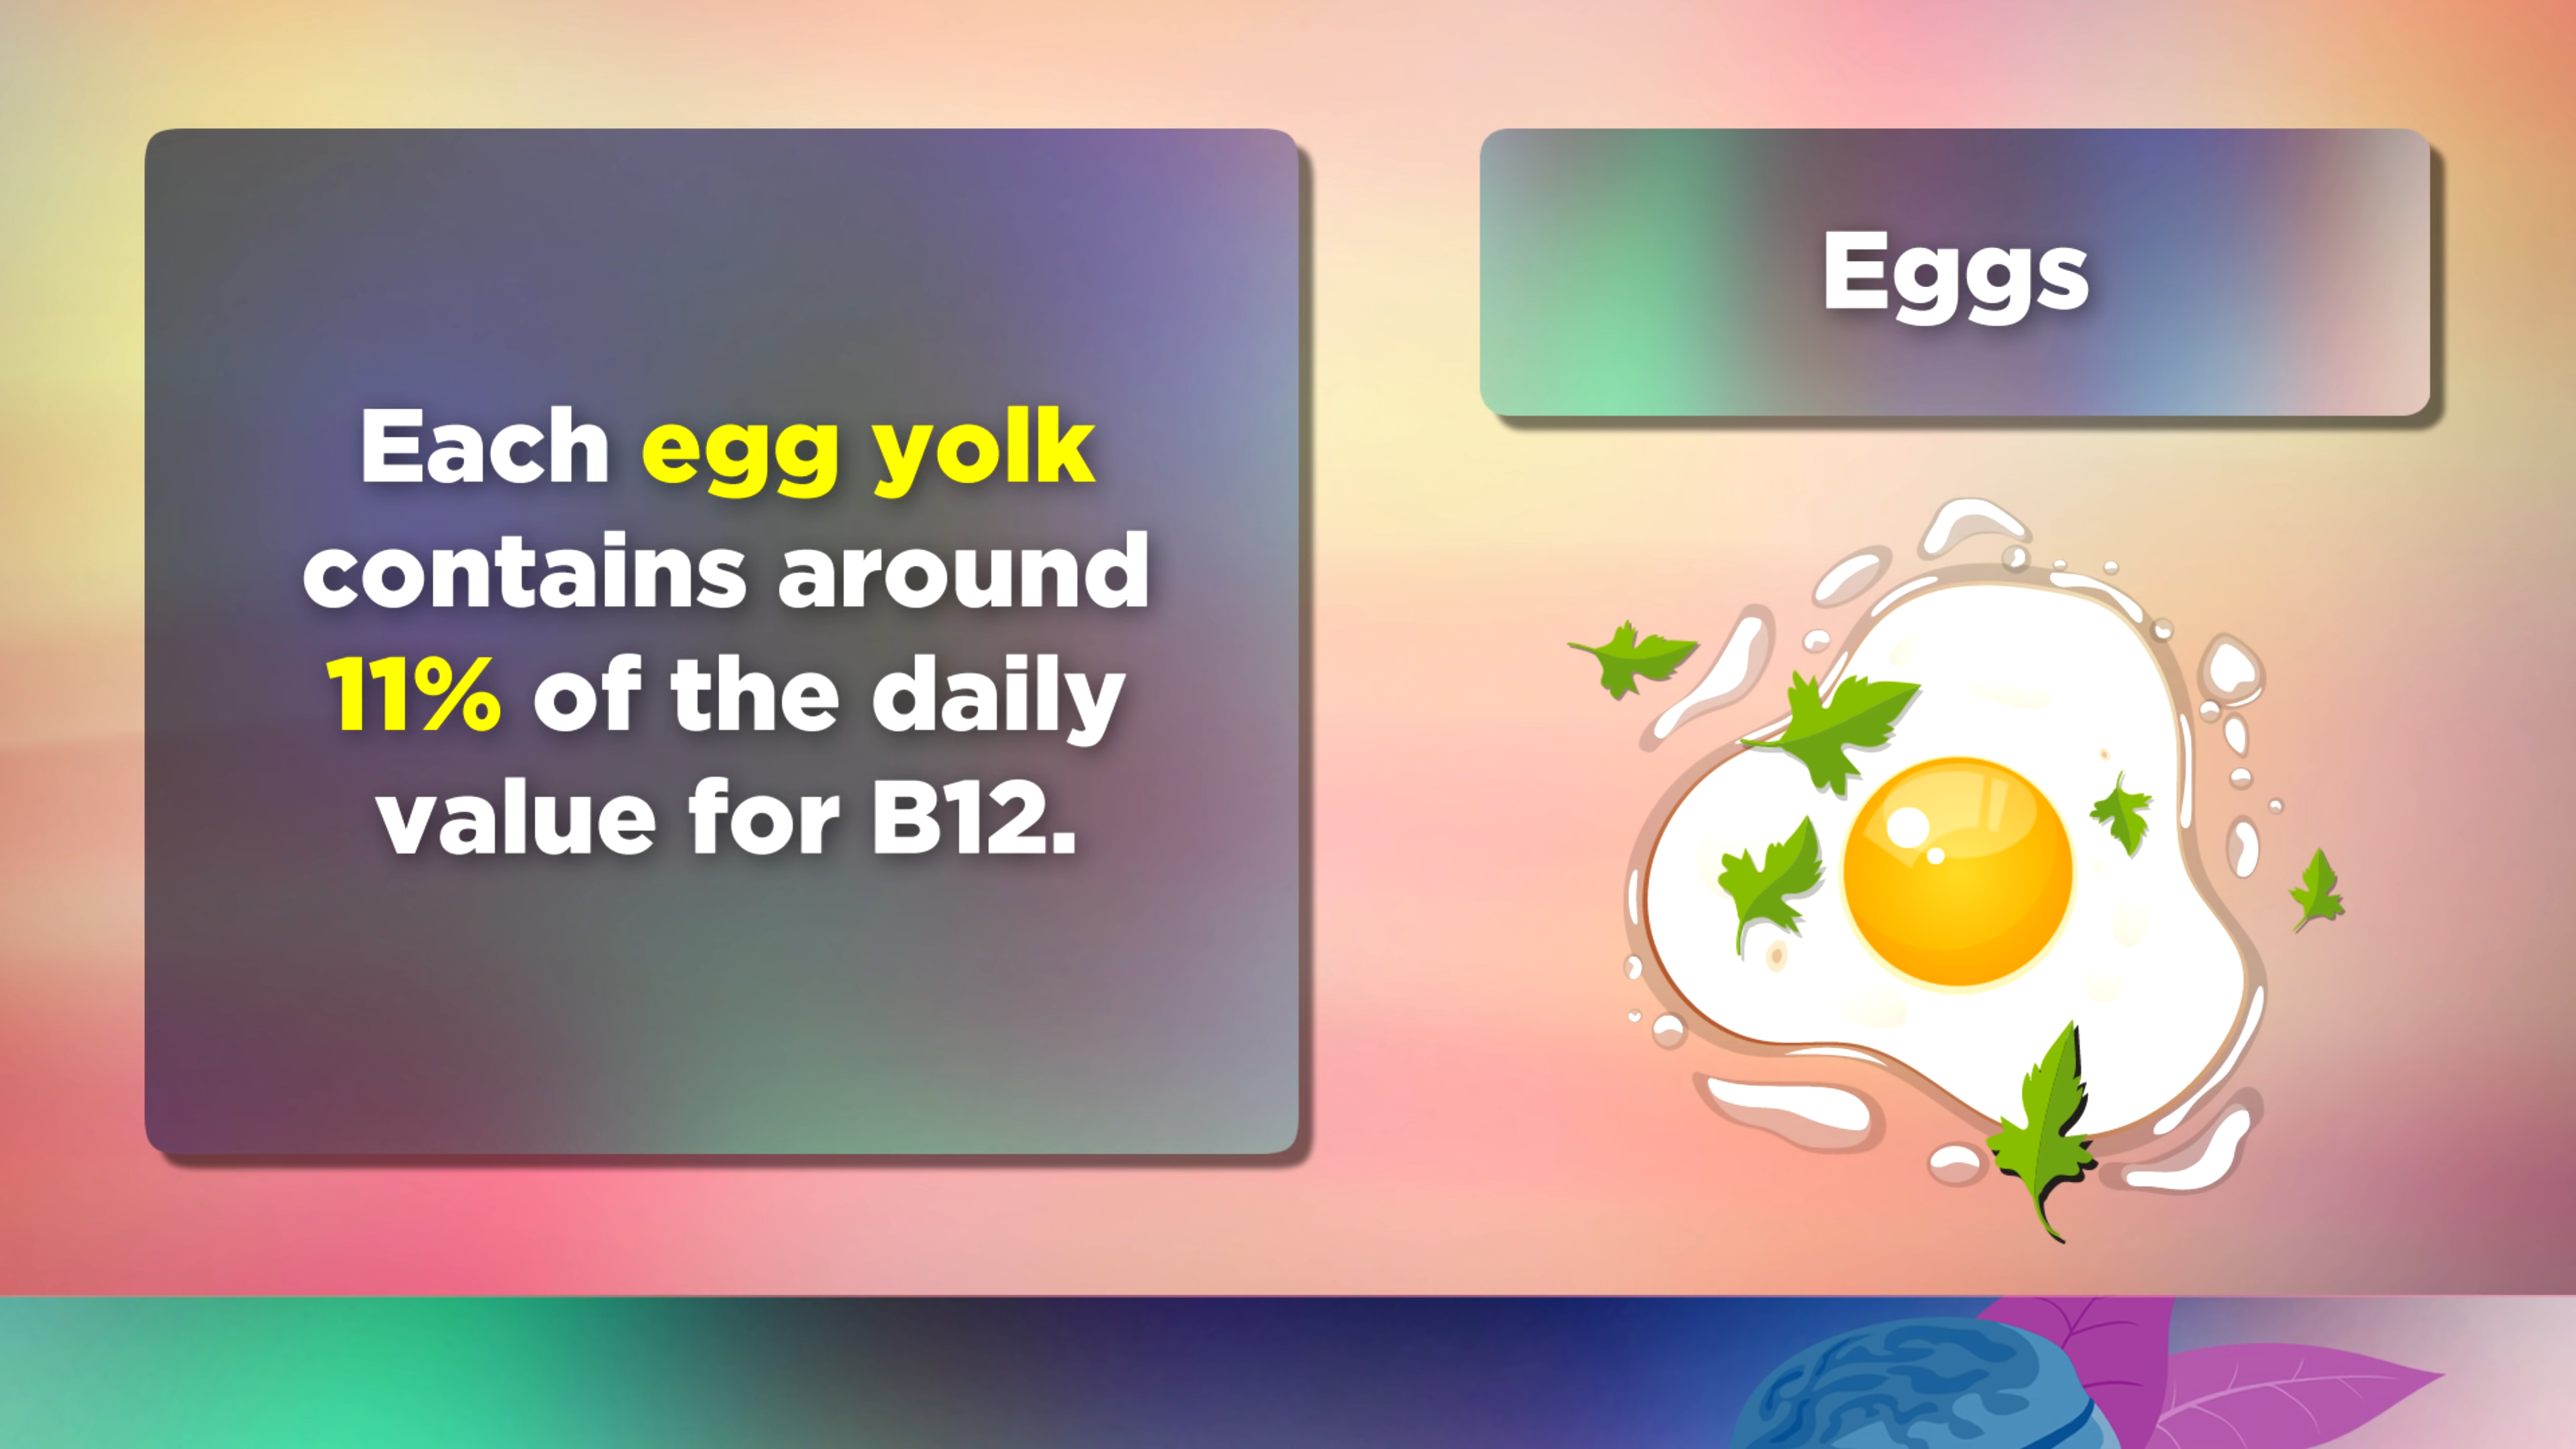 Each egg yolk
contains around
11% of the daily
value for B12.
Eggs